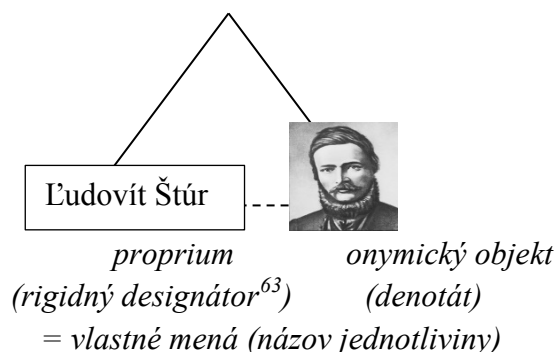 Ľudovít Štúr
proprium onymický objekt
(rigidný designátor⁶³) (denotát)
= vlastné mená (názov jednotliviny)